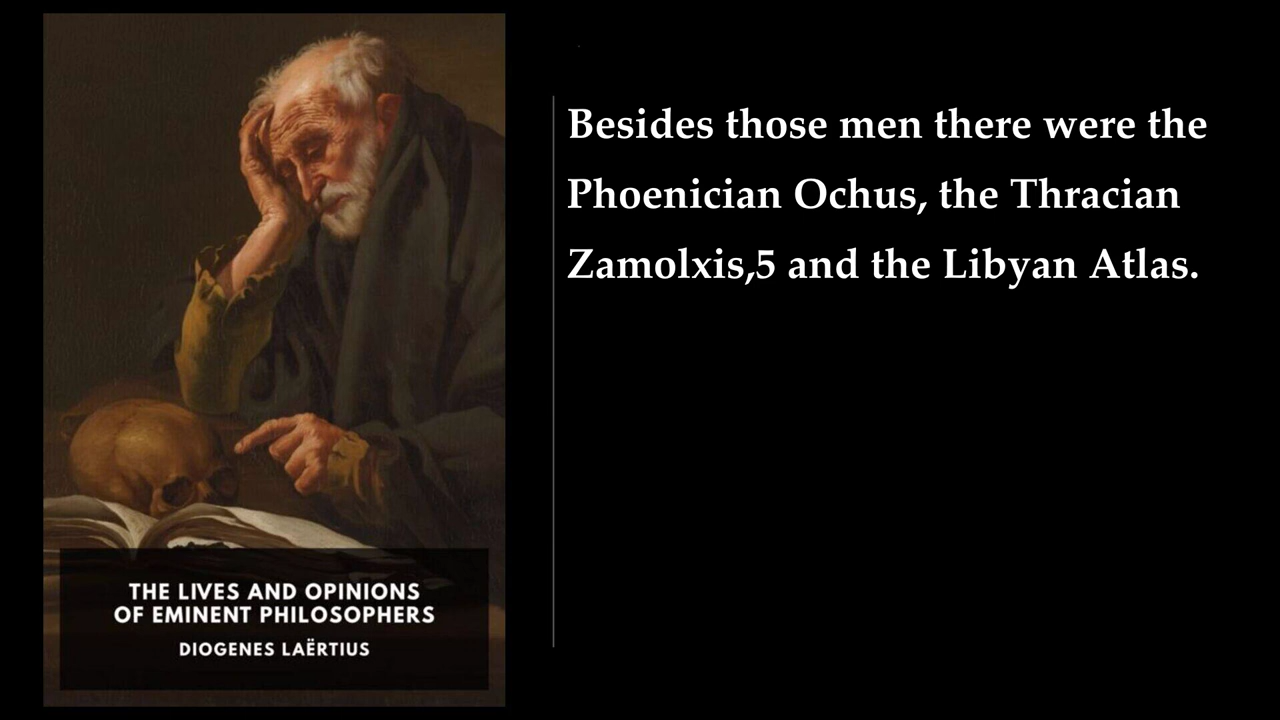 Besides those men there were the
Phoenician Ochus, the Thracian
Zamolxis,5 and the Libyan Atlas.
THE LIVES AND OPINIONS
OF EMINENT PHILOSOPHERS
DIOGENES LAËRTIUS